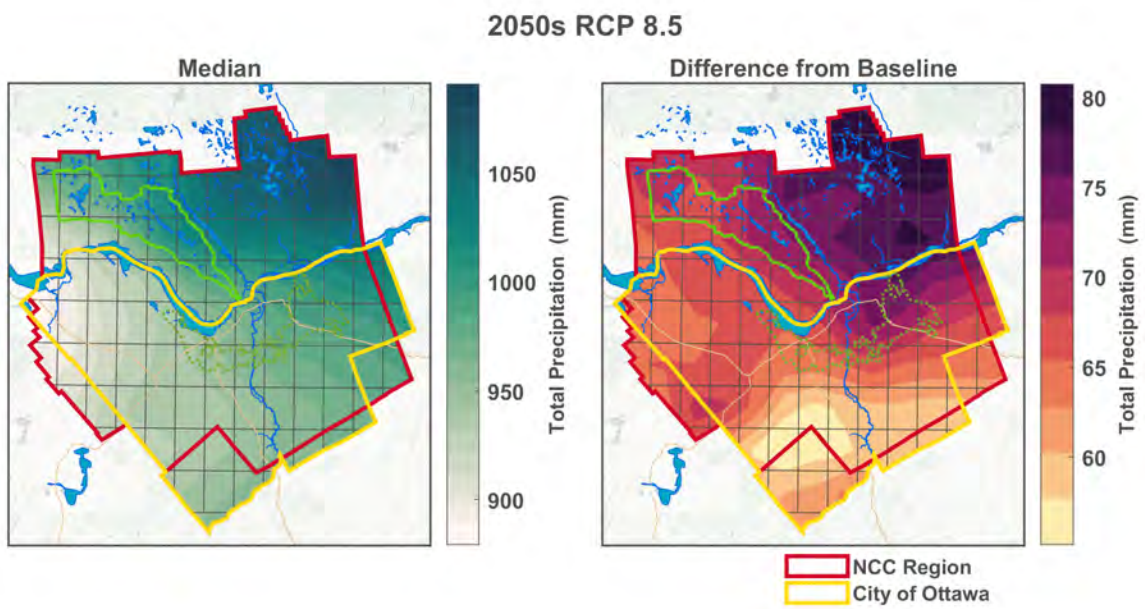 2050s RCP 8.5
Median
1050
1000
950
900
Total Precipitation (mm)
Difference from Baseline
80
75
70
65
60
Total Precipitation (mm)
NCC Region
City of Ottawa